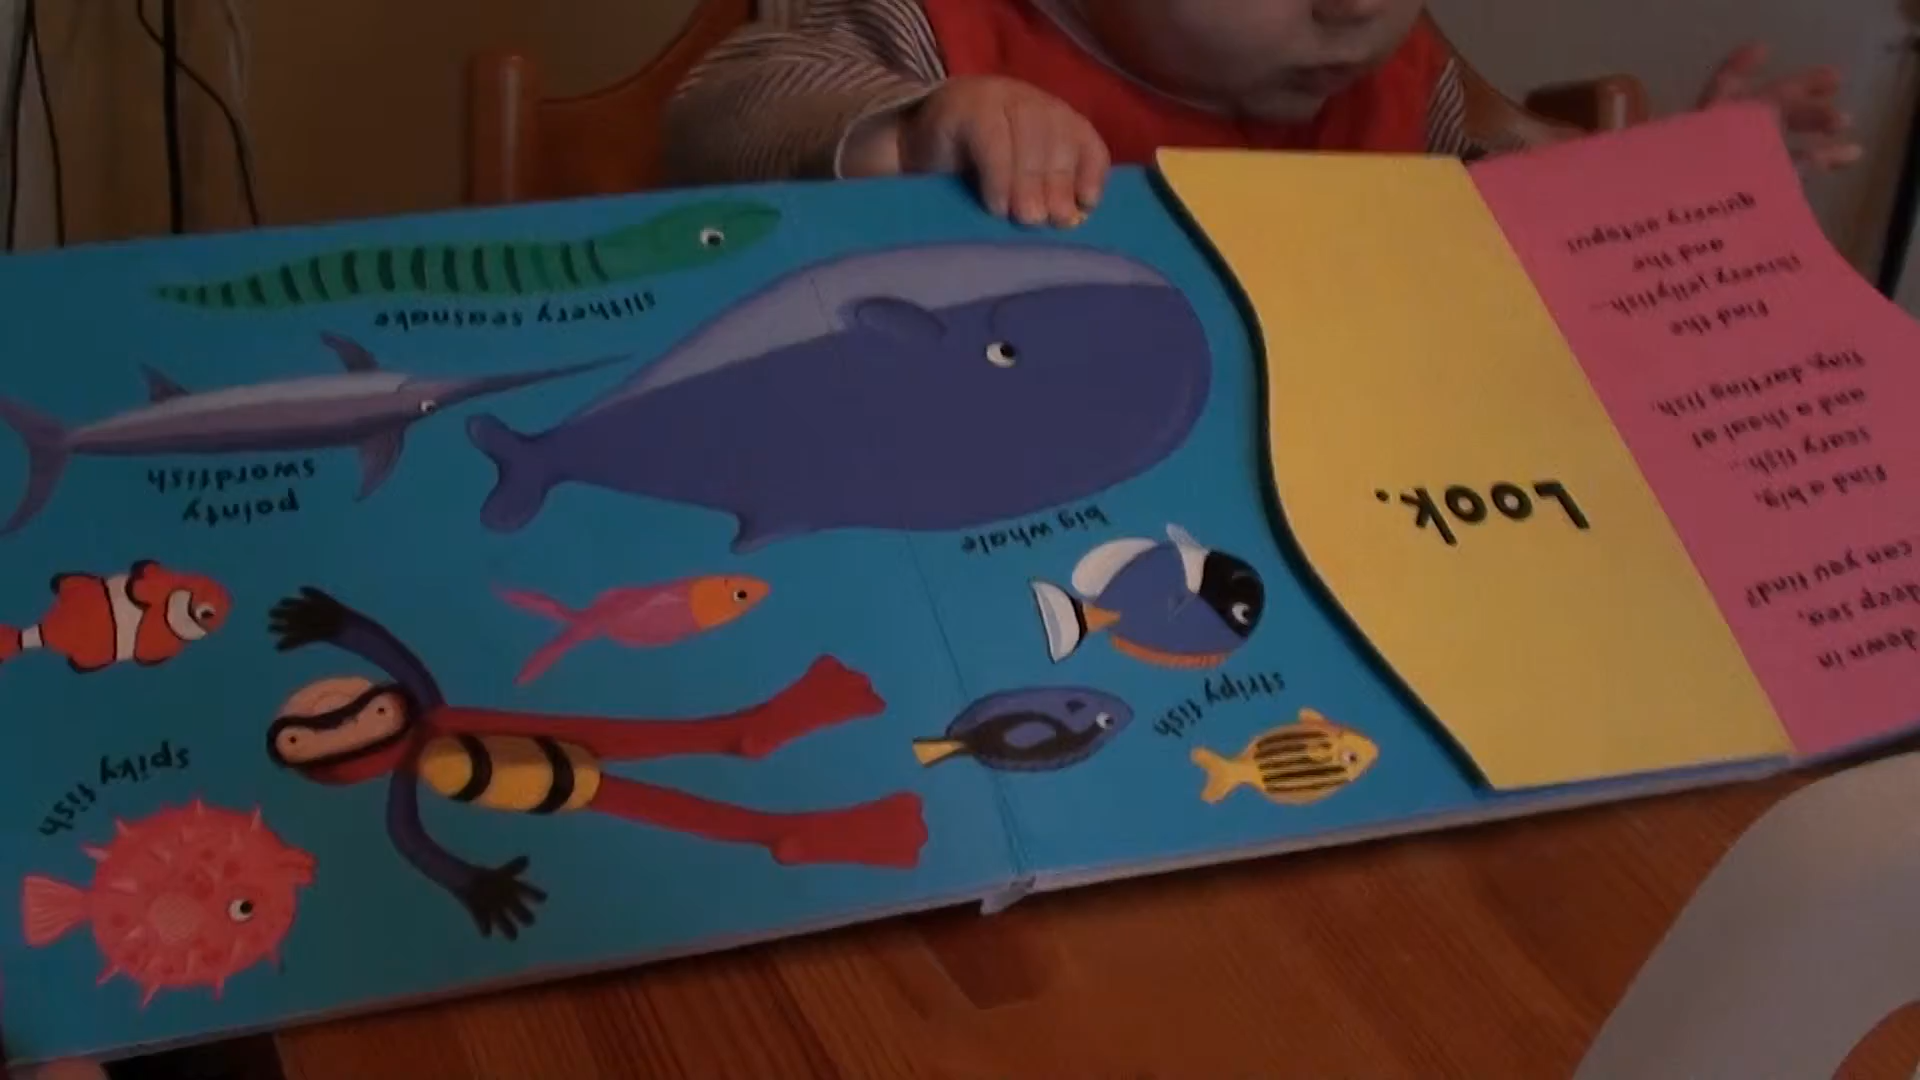 down in
deep sea,
can you find?
Find a big,
scary fish...
and a shoal of
tiny, darting fish.
Find the
shivery jellyfish...
and the
quivery octopus
Look.
stripy fish
big whale
spiky fish
pointy
swordfish
slithery seasnake